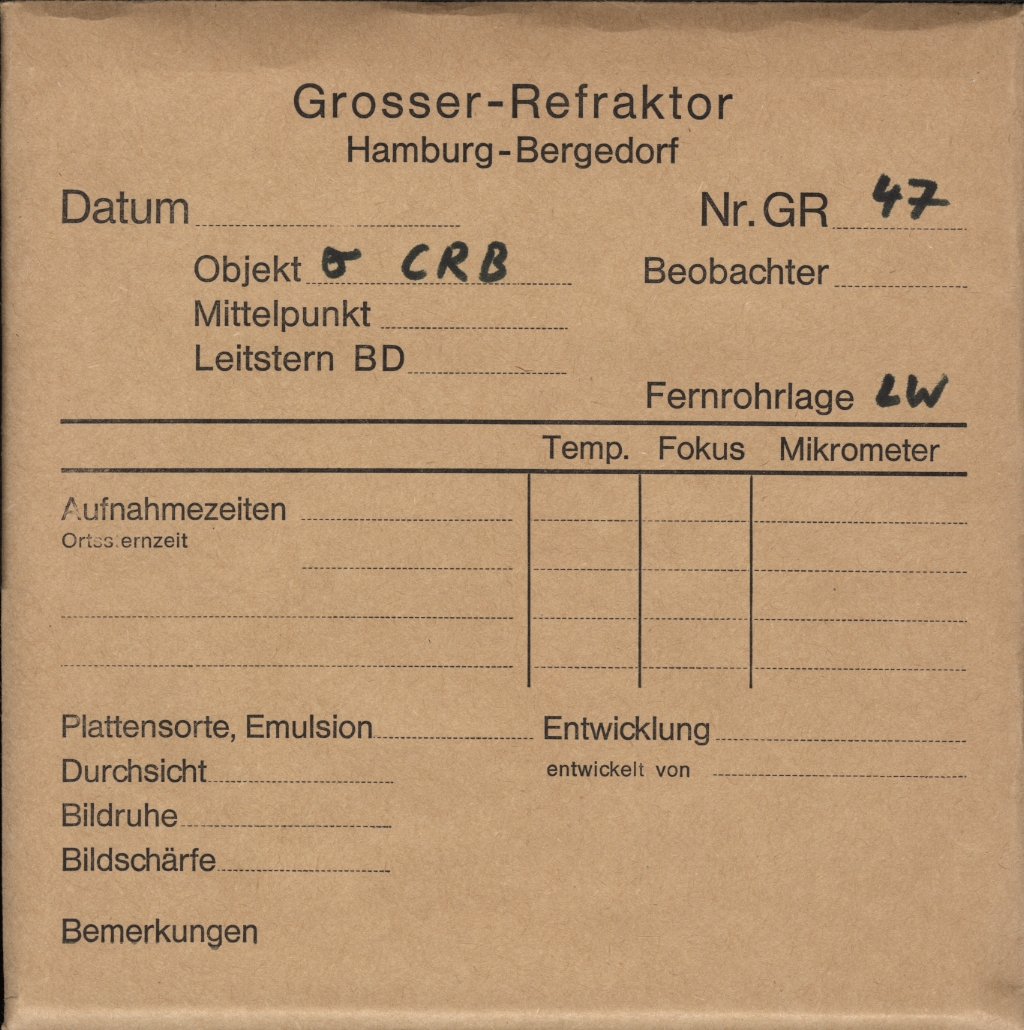 Grosser-Refraktor
Hamburg-Bergedorf
Datum Nr. GR 47
Objekt σ CRB Beobachter
Mittelpunkt
Leitstern BD
Fernrohrlage LW
Temp. Fokus Mikrometer
Aufnahmezeiten
Ortssternzeit
Plattensorte, Emulsion Entwicklung
Durchsicht entwickelt von
Bildruhe
Bildschärfe
Bemerkungen